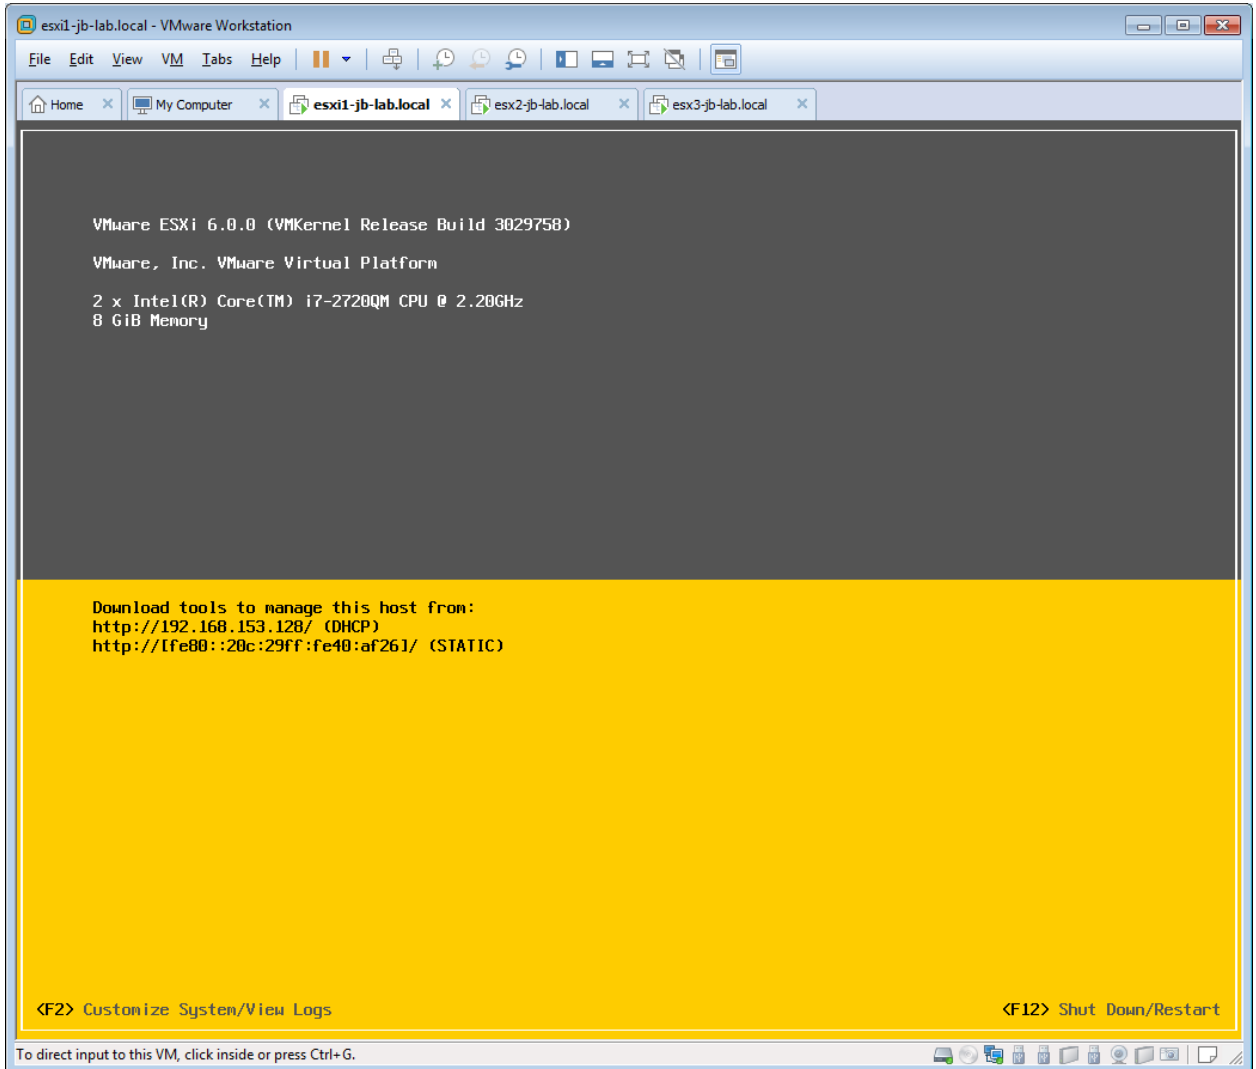 esxi1-jb-lab.local - VMware Workstation
File Edit View VM Tabs Help
Home My Computer esxi1-jb-lab.local esx2-jb-lab.local esx3-jb-lab.local
VMware ESXi 6.0.0 (VMKernel Release Build 3029758)
VMware, Inc. VMware Virtual Platform
2 x Intel(R) Core(TM) i7-2720QM CPU @ 2.20GHz
8 GiB Memory
Download tools to manage this host from:
http://192.168.153.128/ (DHCP)
http://[fe80::20c:29ff:fe40:af26]/ (STATIC)
<F2> Customize System/View Logs <F12> Shut Down/Restart
To direct input to this VM, click inside or press Ctrl+G.